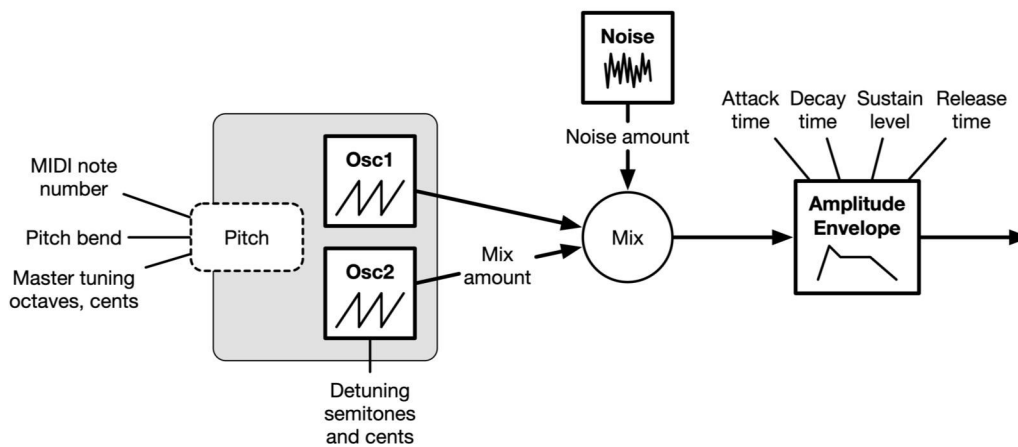 Noise
Noise amount
Attack
time
Decay
time
Sustain
level
Release
time
MIDI note
number
Pitch bend
Master tuning
octaves, cents
Pitch
Osc1
Osc2
Mix
amount
Mix
Amplitude
Envelope
Detuning
semitones
and cents